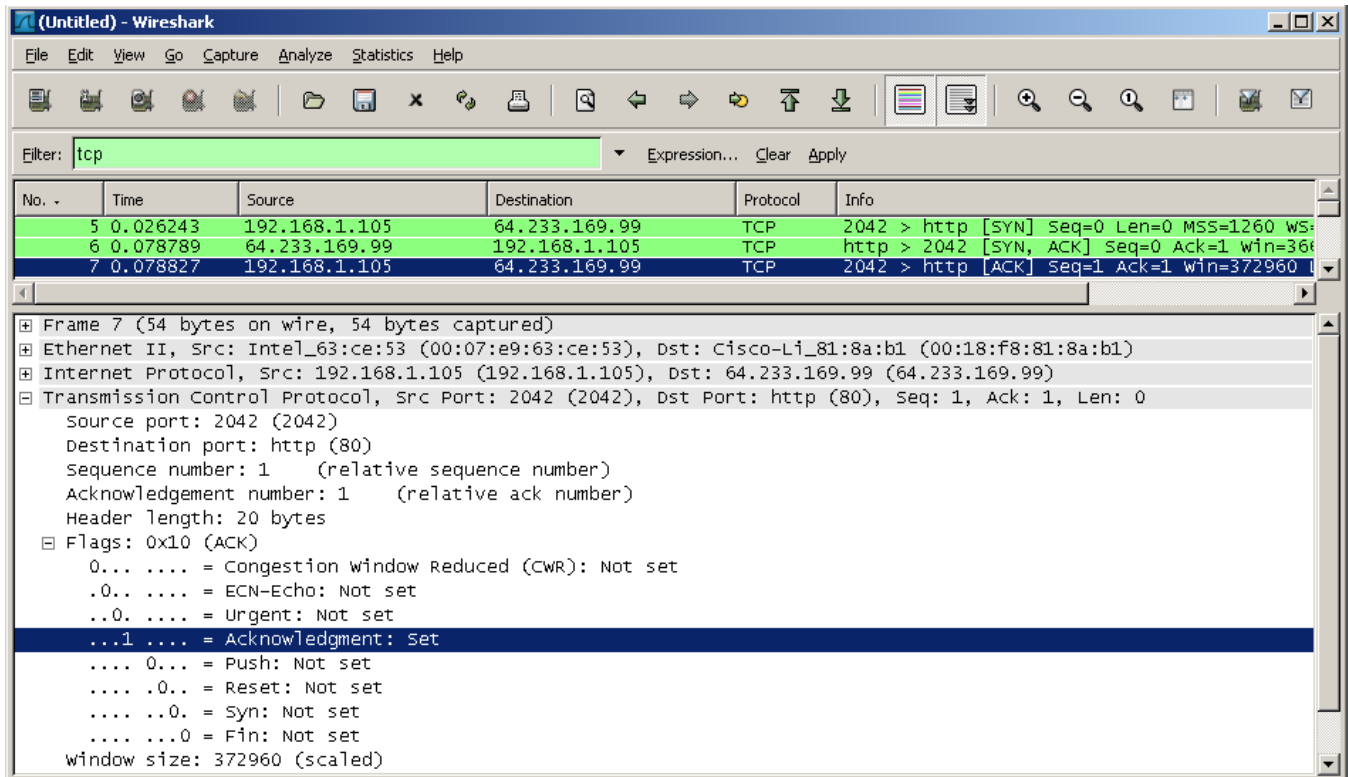 (Untitled) - Wireshark
File Edit View Go Capture Analyze Statistics Help
Filter: tcp Expression... Clear Apply
No. Time Source Destination Protocol Info
5 0.026243 192.168.1.105 64.233.169.99 TCP 2042 > http [SYN] Seq=0 Len=0 MSS=1260 WS=
6 0.078789 64.233.169.99 192.168.1.105 TCP http > 2042 [SYN, ACK] Seq=0 Ack=1 Win=366
7 0.078827 192.168.1.105 64.233.169.99 TCP 2042 > http [ACK] Seq=1 Ack=1 Win=372960
Frame 7 (54 bytes on wire, 54 bytes captured)
Ethernet II, Src: Intel_63:ce:53 (00:07:e9:63:ce:53), Dst: Cisco-Li_81:8a:b1 (00:18:f8:81:8a:b1)
Internet Protocol, Src: 192.168.1.105 (192.168.1.105), Dst: 64.233.169.99 (64.233.169.99)
Transmission Control Protocol, Src Port: 2042 (2042), Dst Port: http (80), Seq: 1, Ack: 1, Len: 0
Source port: 2042 (2042)
Destination port: http (80)
Sequence number: 1 (relative sequence number)
Acknowledgement number: 1 (relative ack number)
Header length: 20 bytes
Flags: 0x10 (ACK)
0... .... = Congestion Window Reduced (CWR): Not set
.0.. .... = ECN-Echo: Not set
..0. .... = Urgent: Not set
...1 .... = Acknowledgment: Set
.... 0... = Push: Not set
.... .0.. = Reset: Not set
.... ..0. = Syn: Not set
.... ...0 = Fin: Not set
Window size: 372960 (scaled)